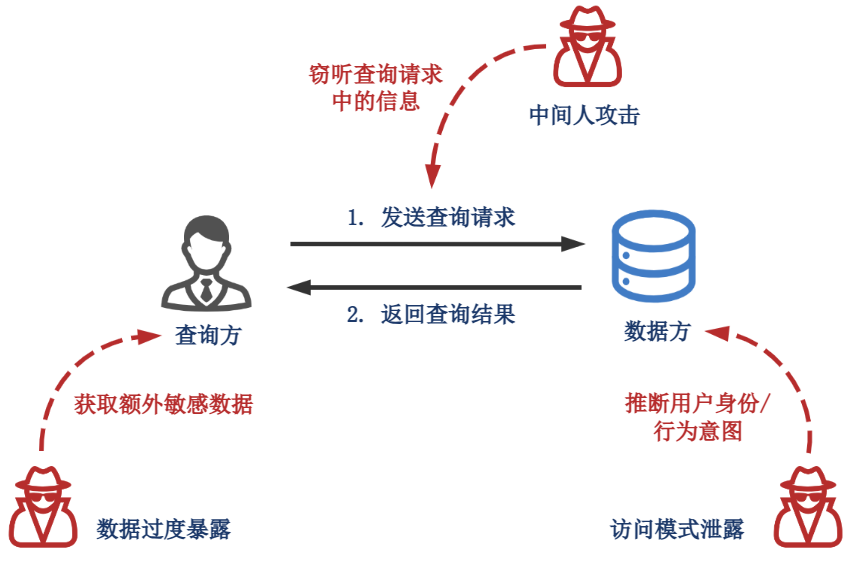 窃听查询请求
中的信息
中间人攻击
1. 发送查询请求
2. 返回查询结果
查询方
数据方
获取额外敏感数据
推断用户身份/
行为意图
数据过度暴露
访问模式泄露